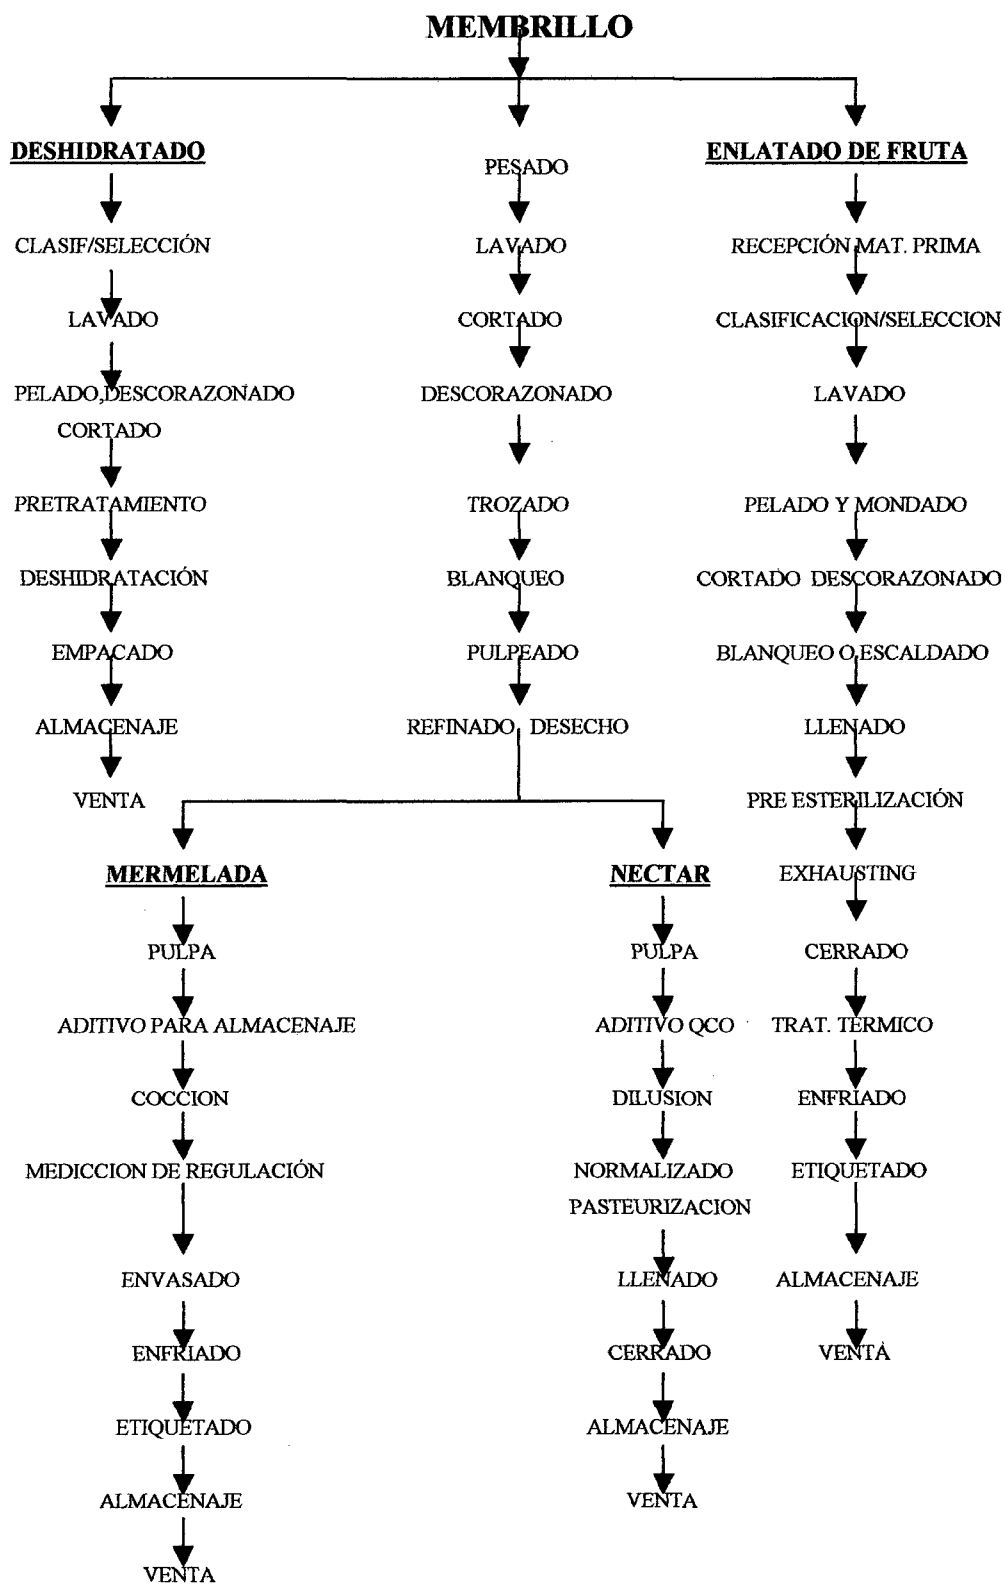 MEMBRILLO
DESHIDRATADO
CLASIF/SELECCIÓN
LAVADO
PELADO,DESCORAZONADO
CORTADO
PRETRATAMIENTO
DESHIDRATACIÓN
EMPACADO
ALMACENAJE
VENTA
PESADO
LAVADO
CORTADO
DESCORAZONADO
TROZADO
BLANQUEO
PULPEADO
REFINADO DESECHO
MERMELADA
PULPA
ADITIVO PARA ALMACENAJE
COCCION
MEDICCION DE REGULACIÓN
ENVASADO
ENFRIADO
ETIQUETADO
ALMACENAJE
VENTA
NECTAR
PULPA
ADITIVO QCO
DILUSION
NORMALIZADO
PASTEURIZACION
LLENADO
CERRADO
ALMACENAJE
VENTA
ENLATADO DE FRUTA
RECEPCIÓN MAT. PRIMA
CLASIFICACION/SELECCION
LAVADO
PELADO Y MONDADO
CORTADO DESCORAZONADO
BLANQUEO O ESCALDADO
LLENADO
PRE ESTERILIZACIÓN
EXHAUSTING
CERRADO
TRAT. TERMICO
ENFRIADO
ETIQUETADO
ALMACENAJE
VENTA